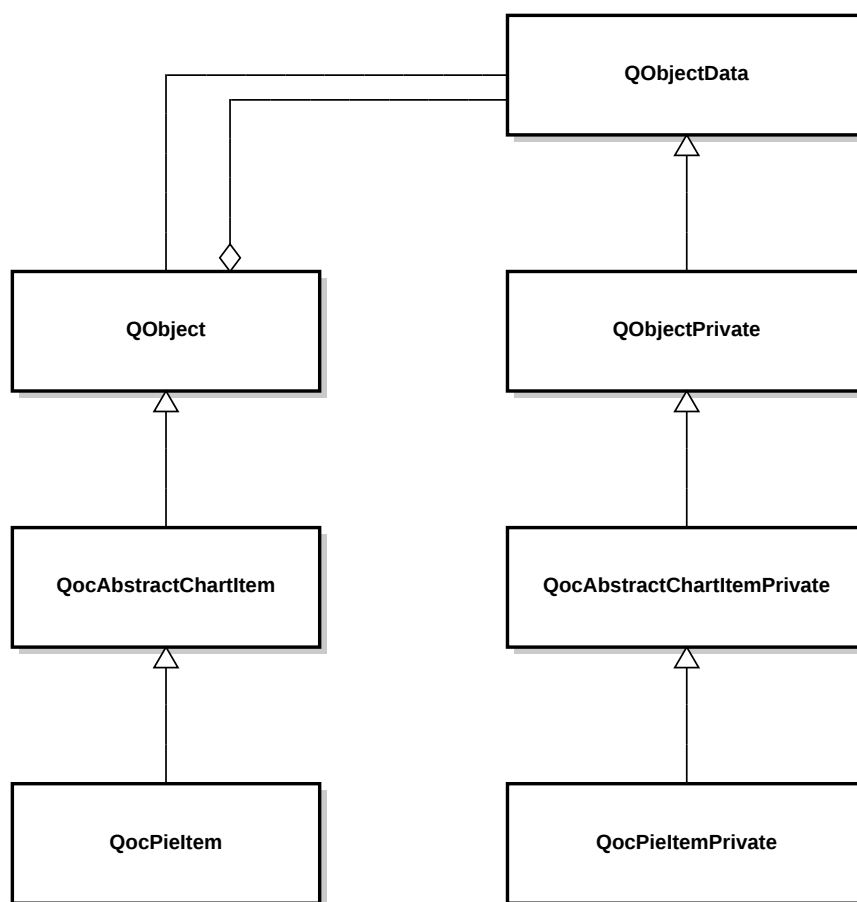 QObjectData
QObject
QObjectPrivate
QocAbstractChartItem
QocAbstractChartItemPrivate
QocPieItem
QocPieItemPrivate